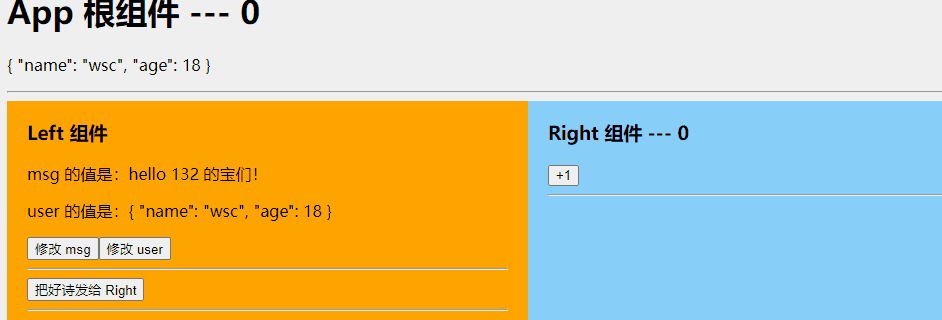 App 根组件 --- 0
{ "name": "wsc", "age": 18 }
Left 组件
msg 的值是：hello 132 的宝们！
user 的值是：{ "name": "wsc", "age": 18 }
修改 msg 修改 user
把好诗发给 Right
Right 组件 --- 0
+1